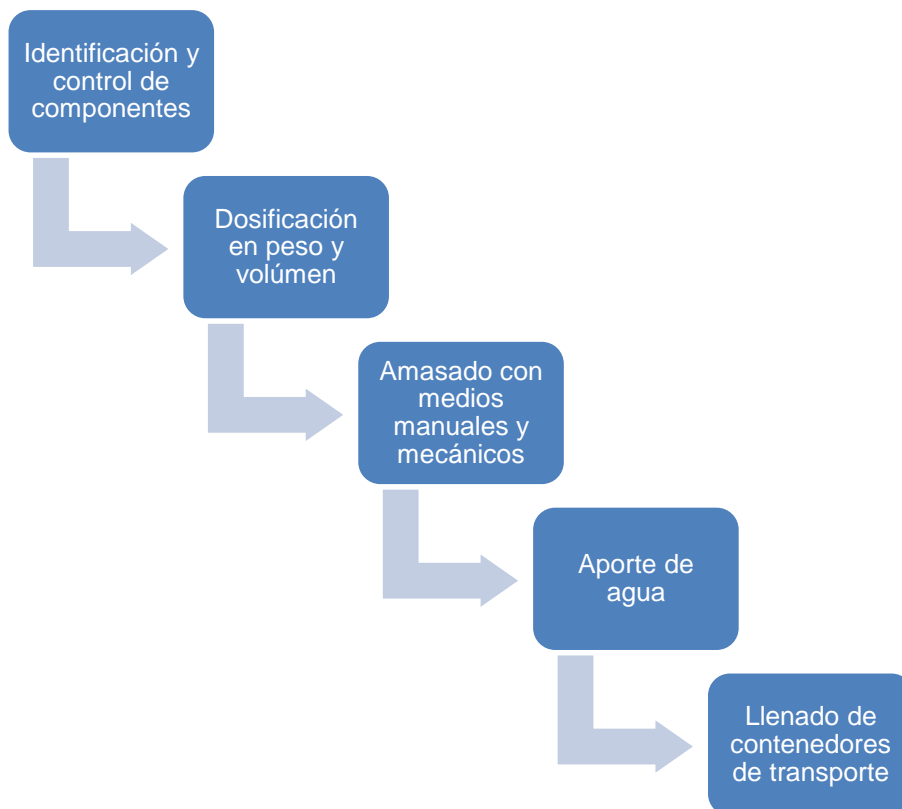 Identificación y
control de
componentes
Dosificación
en peso y
volúmen
Amasado con
medios
manuales y
mecánicos
Aporte de
agua
Llenado de
contenedores
de transporte